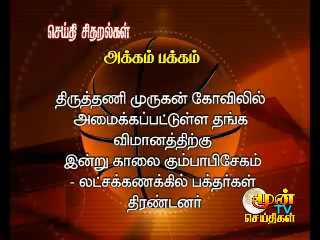 செய்தி சிதறல்கள்
அக்கம் பக்கம்
திருத்தணி முருகன் கோவிலில்
அமைக்கப்பட்டுள்ள தங்க
விமானத்திற்கு
இன்று காலை கும்பாபிசேகம்
- லட்சக்கணக்கில் பக்தர்கள்
திரண்டனர்
மூன்
TV
செய்திகள்